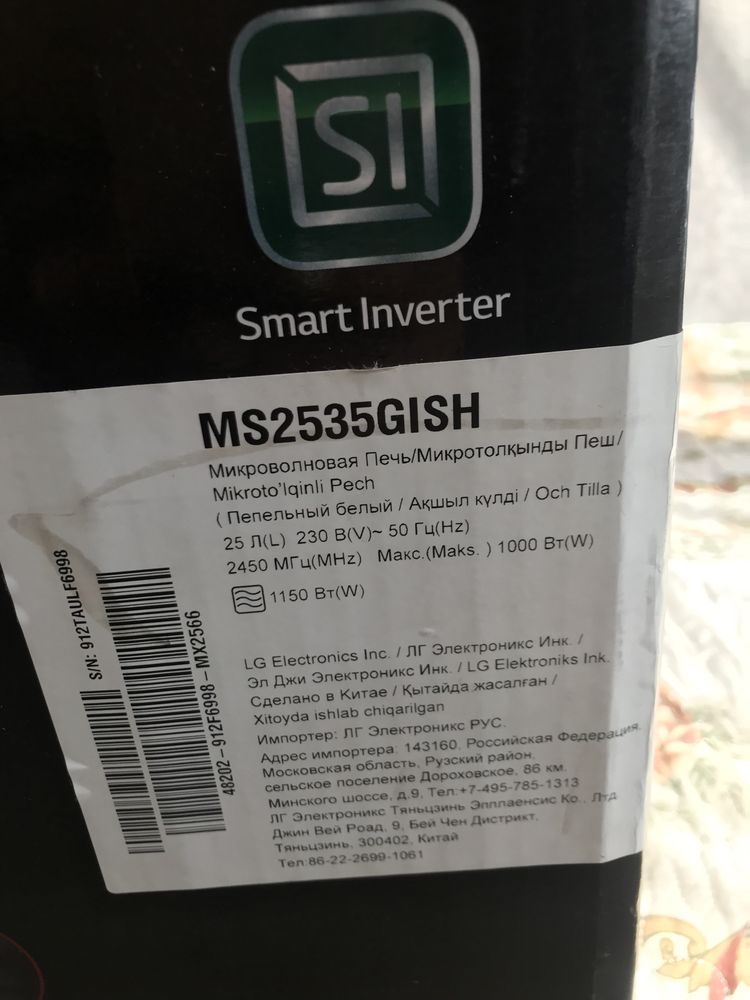 SI
Smart Inverter
MS2535GISH
Микроволновая Печь/Микротолқынды Пеш/
Mikroto'lqinli Pech
( Пепельный белый / Ақшыл күлді / Och Tilla )
25 Л(L) 230 В(V)~ 50 Гц(Hz)
2450 МГц(MHz) Макс.(Maks. ) 1000 Вт(W)
1150 Вт(W)
S/N: 912TAULF6998
48202-912F6998-MX2566
LG Electronics Inc. / ЛГ Электроникс Инк. /
Эл Джи Электроникс Инк. / LG Elektroniks Ink.
Сделано в Китае / Қытайда жасалған /
Xitoyda ishlab chiqarilgan
Импортер: ЛГ Электроникс РУС.
Адрес импортера: 143160, Российская Федерация,
Московская область, Рузский район,
сельское поселение Дороховское, 86 км.
Минского шоссе, д.9, Тел:+7-495-785-1313
ЛГ Электроникс Тяньцзинь Эпплаенсис Ко., Лтд
Джин Вей Роад, 9, Бей Чен Дистрикт,
Тяньцзинь, 300402, Китай
Тел:86-22-2699-1061